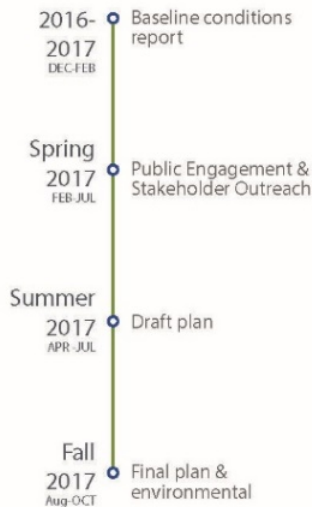 2016-
2017
DEC-FEB
Baseline conditions
report
Spring
2017
FEB-JUL
Public Engagement &
Stakeholder Outreach
Summer
2017
APR-JUL
Draft plan
Fall
2017
Aug-OCT
Final plan &
environmental